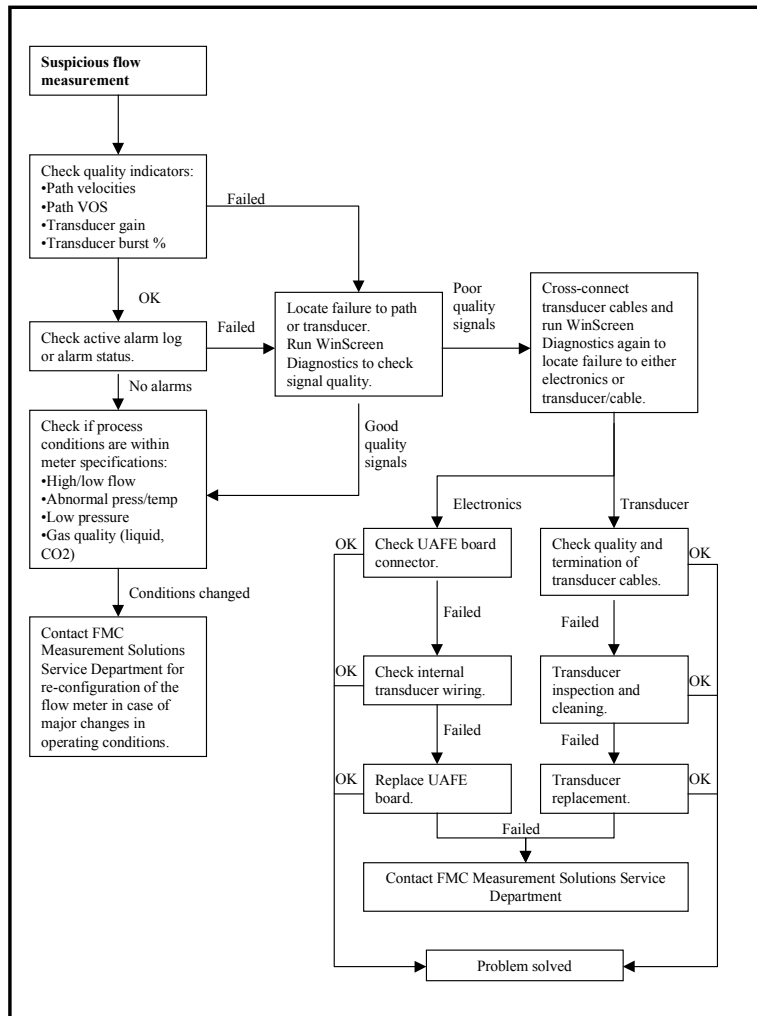 Suspicious flow
measurement
Check quality indicators:
•Path velocities
•Path VOS
•Transducer gain
•Transducer burst %
Failed
OK
Check active alarm log
or alarm status.
Failed
Locate failure to path
or transducer.
Run WinScreen
Diagnostics to check
signal quality.
Poor
quality
signals
Cross-connect
transducer cables and
run WinScreen
Diagnostics again to
locate failure to either
electronics or
transducer/cable.
No alarms
Good
quality
signals
Check if process
conditions are within
meter specifications:
•High/low flow
•Abnormal press/temp
•Low pressure
•Gas quality (liquid,
CO2)
Conditions changed
Contact FMC
Measurement Solutions
Service Department for
re-configuration of the
flow meter in case of
major changes in
operating conditions.
Electronics
Transducer
OK
Check UAFE board
connector.
Check quality and
termination of
transducer cables.
OK
Failed
Failed
OK
Check internal
transducer wiring.
Transducer
inspection and
cleaning.
OK
Failed
Failed
OK
Replace UAFE
board.
Transducer
replacement.
OK
Failed
Contact FMC Measurement Solutions Service
Department
Problem solved